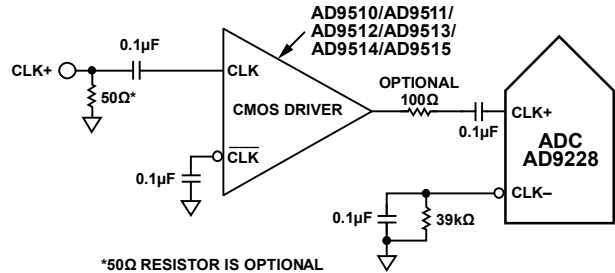 AD9510/AD9511/
AD9512/AD9513/
AD9514/AD9515
0.1µF
CLK+
50Ω*
CLK
CMOS DRIVER
CLK
0.1µF
OPTIONAL
100Ω
0.1µF
CLK+
ADC
AD9228
CLK–
0.1µF
39kΩ
*50Ω RESISTOR IS OPTIONAL